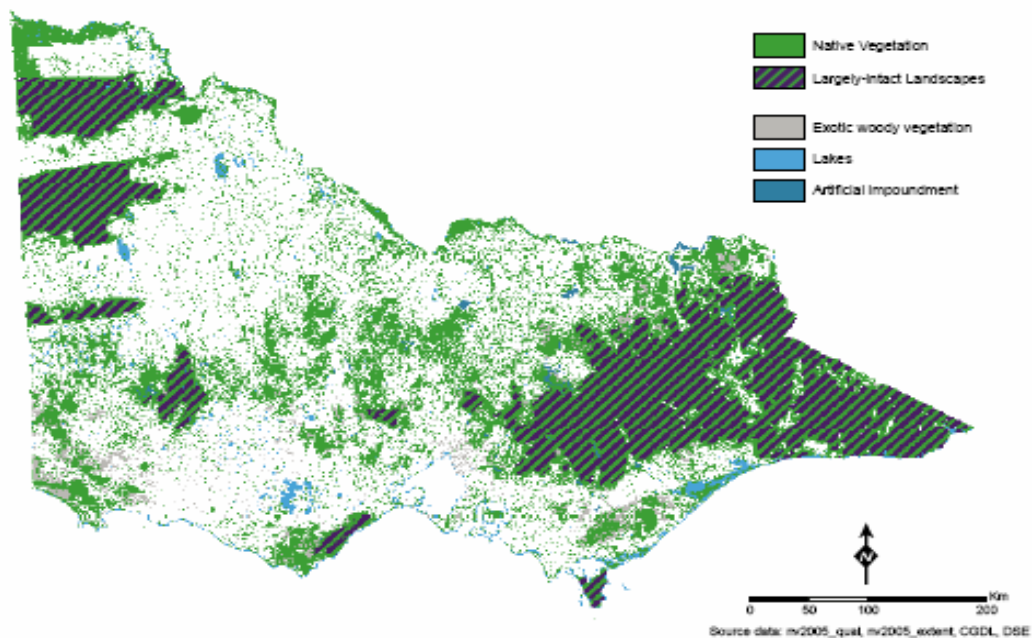 Native Vegetation
Largely-Intact Landscapes
Exotic woody vegetation
Lakes
Artificial Impoundment
N
Km
0 50 100 200
Source data: nv2005_qual, nv2005_extent, CGDL, DSE